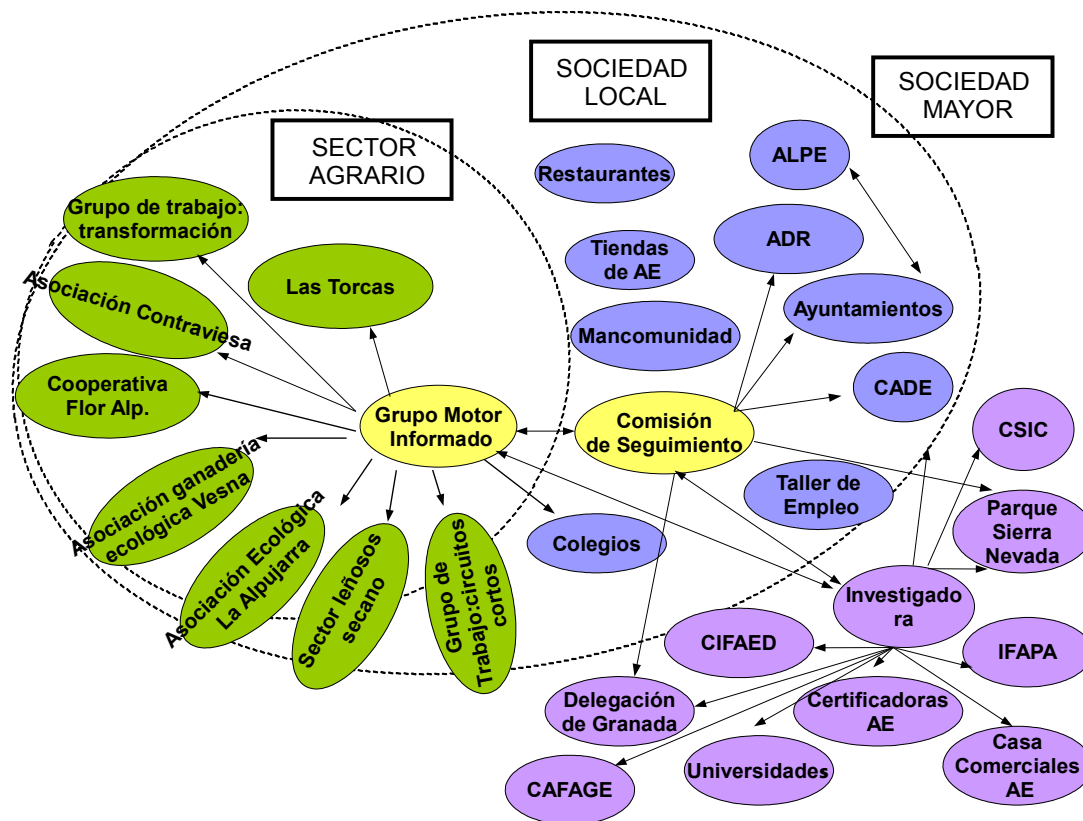 SOCIEDAD
LOCAL
SOCIEDAD
MAYOR
SECTOR
AGRARIO
ALPE
Restaurantes
Grupo de trabajo:
transformación
ADR
Tiendas
de AE
Las Torcas
Asociación Contraviesa
Ayuntamientos
Mancomunidad
Cooperativa
Flor Alp.
CADE
Grupo Motor
Informado
Comisión
de Seguimiento
CSIC
Asociación ganadería
ecológica Vesna
Taller de
Empleo
Parque
Sierra
Nevada
Asociación Ecológica
La Alpujarra
Sector leñosos
secano
Grupo de
Trabajo:circuitos
cortos
Colegios
Investigado
ra
CIFAED
IFAPA
Delegación
de Granada
Certificadoras
AE
Casa
Comerciales
AE
Universidades
CAFAGE